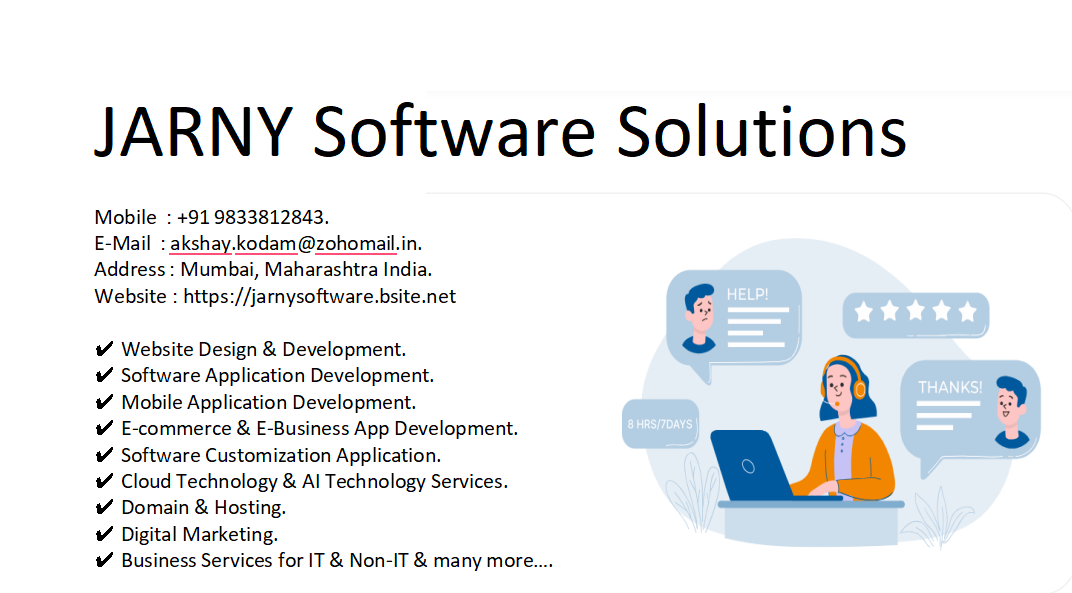 JARNY Software Solutions
Mobile : +91 9833812843.
E-Mail : akshay.kodam@zohomail.in.
Address : Mumbai, Maharashtra India.
Website : https://jarnysoftware.bsite.net
✔ Website Design & Development.
✔ Software Application Development.
✔ Mobile Application Development.
✔ E-commerce & E-Business App Development.
✔ Software Customization Application.
✔ Cloud Technology & AI Technology Services.
✔ Domain & Hosting.
✔ Digital Marketing.
✔ Business Services for IT & Non-IT & many more....
HELP!
THANKS!
8 HRS/7DAYS